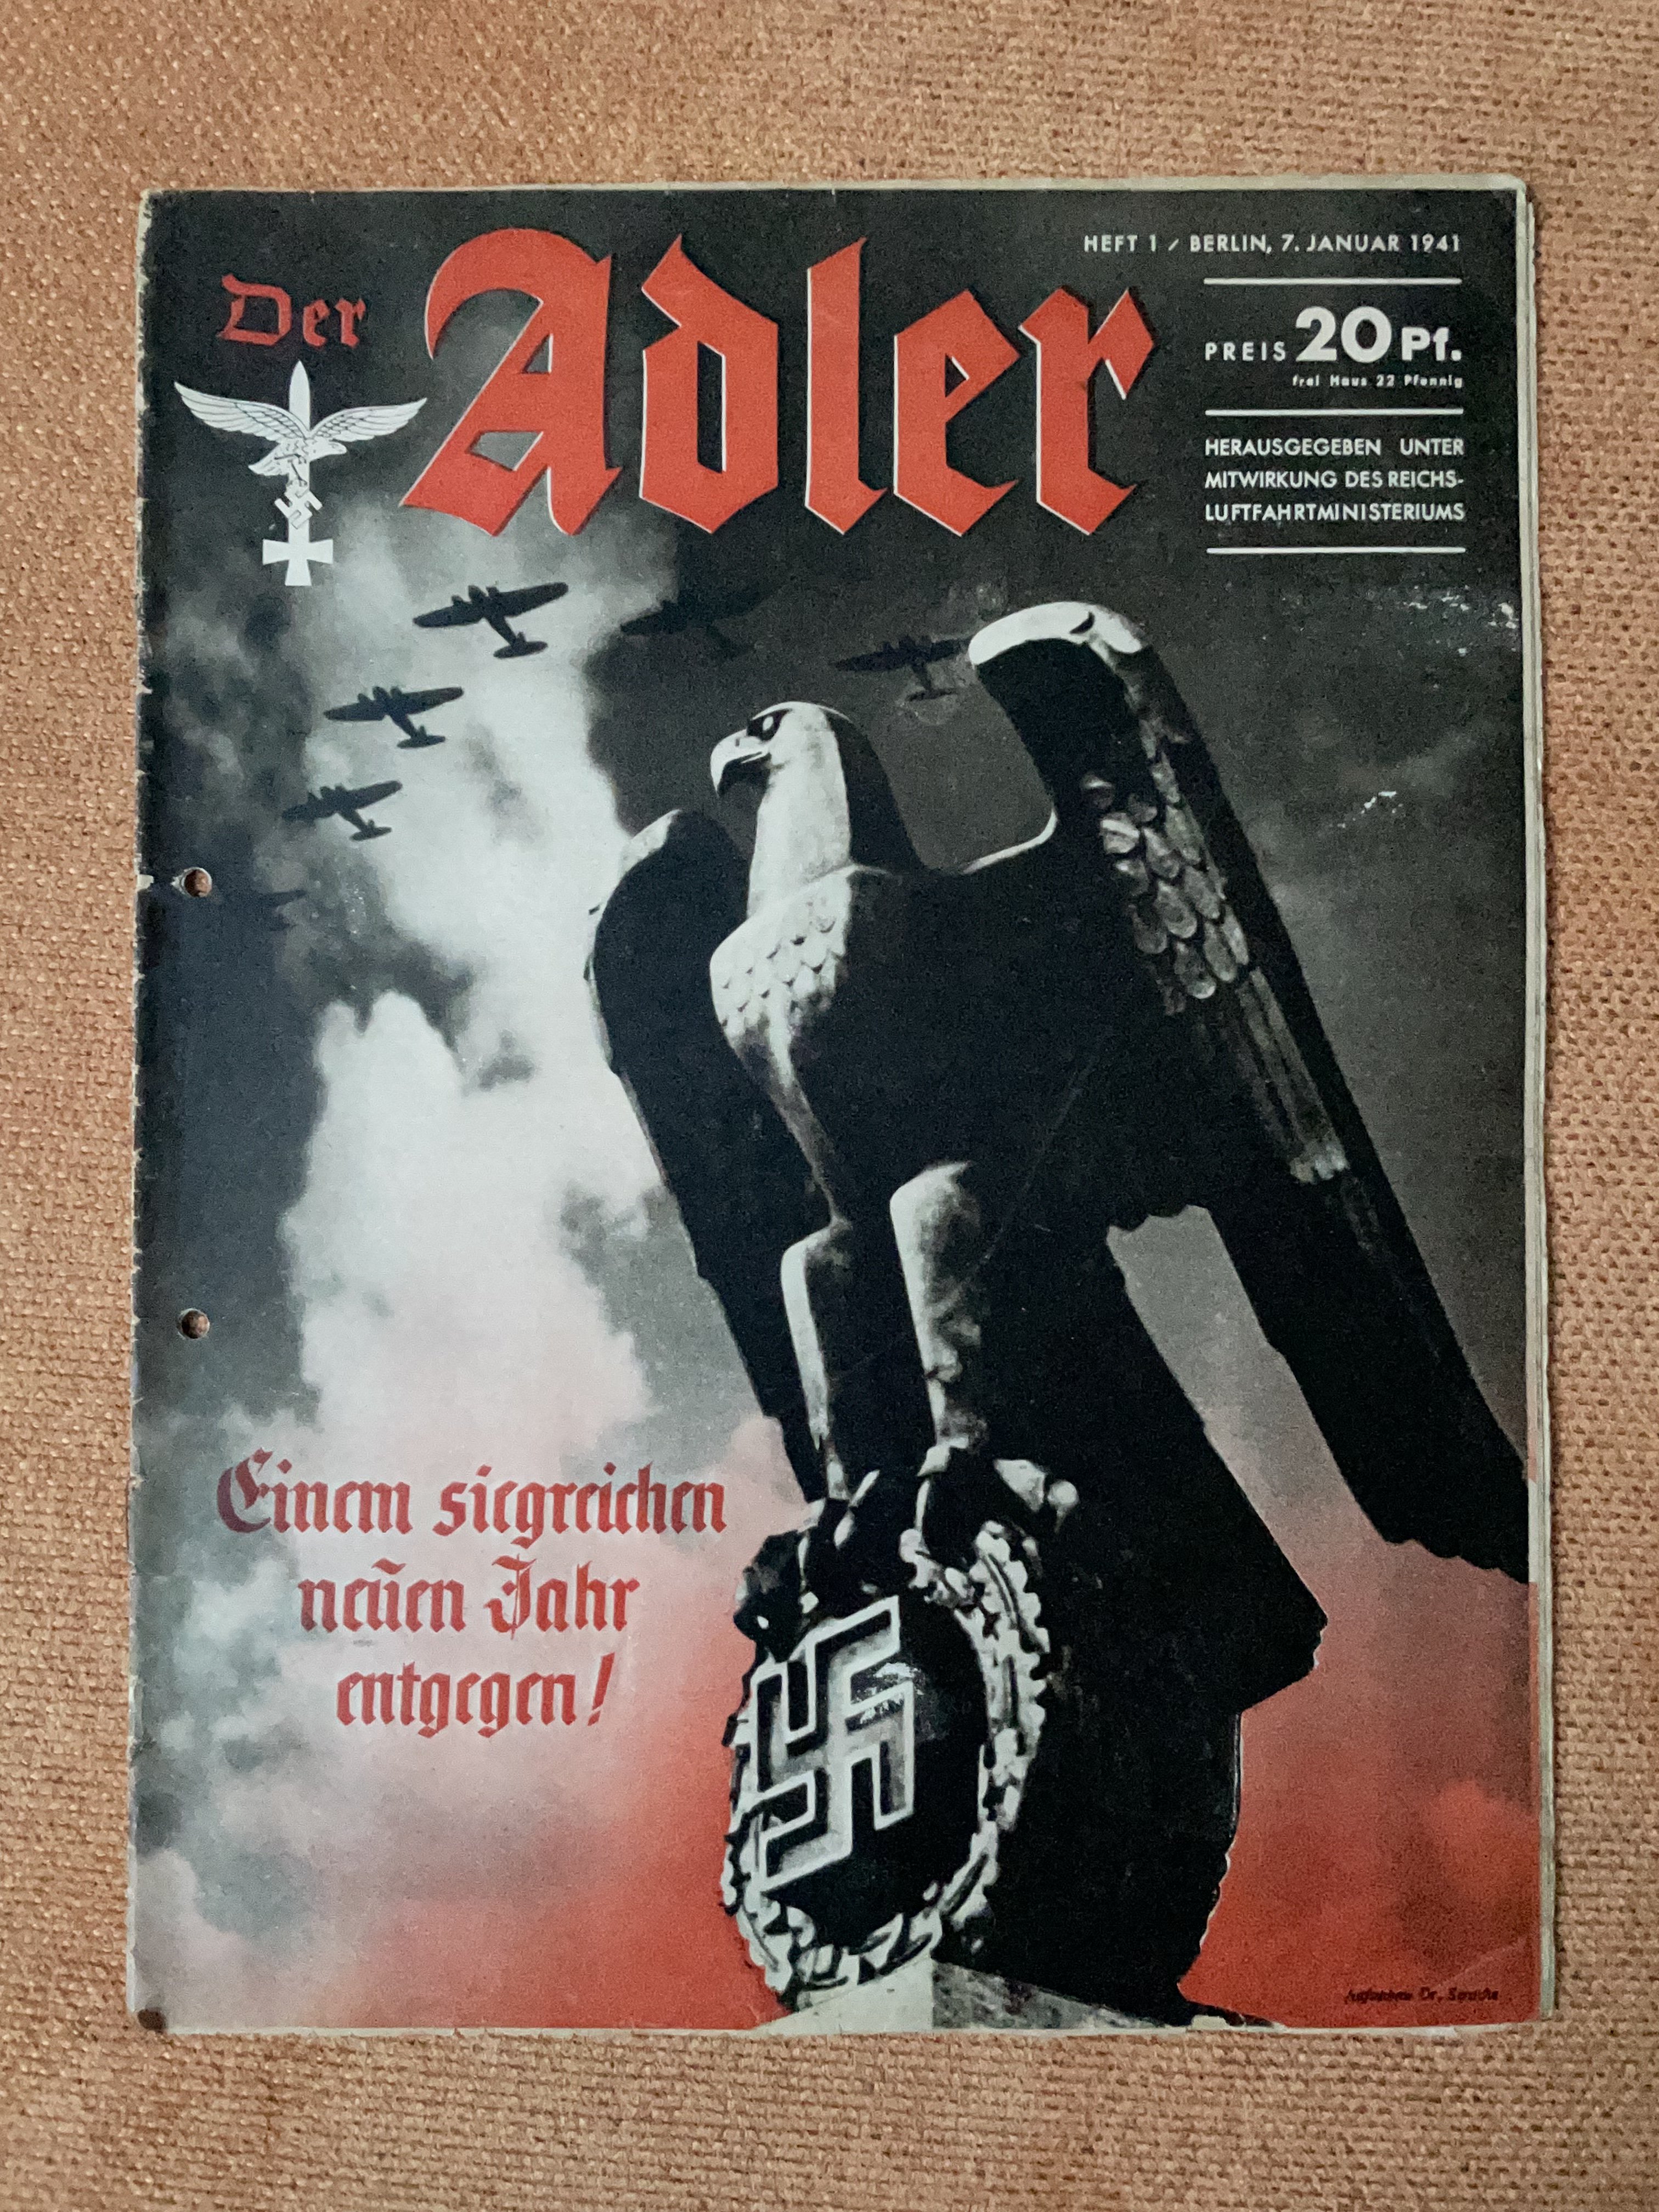 Der Adler
HEFT 1 / BERLIN, 7. JANUAR 1941
PREIS 20 Pf.
frei Haus 22 Pfennig
HERAUSGEGEBEN UNTER
MITWIRKUNG DES REICHS-
LUFTFAHRTMINISTERIUMS
Einem siegreichen
neuen Jahr
entgegen!
Dr.